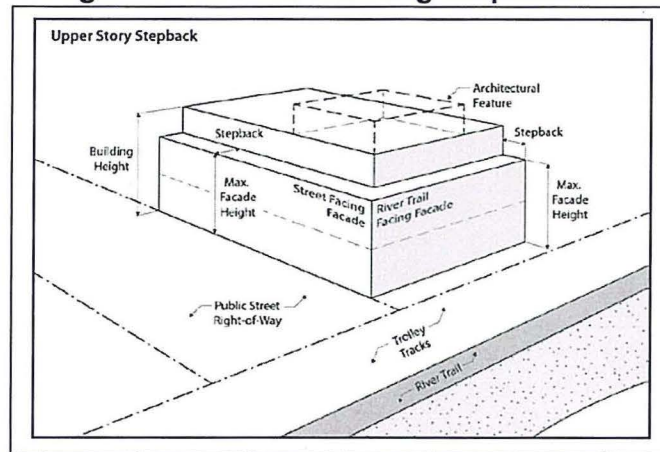 Upper Story Stepback
Architectural
Feature
Stepback
Stepback
Building
Height
Max.
Facade
Height
Street Facing
Facade
River Trail
Facing Facade
Max.
Facade
Height
Public Street
Right-of-Way
Trolley
Tracks
River Trail